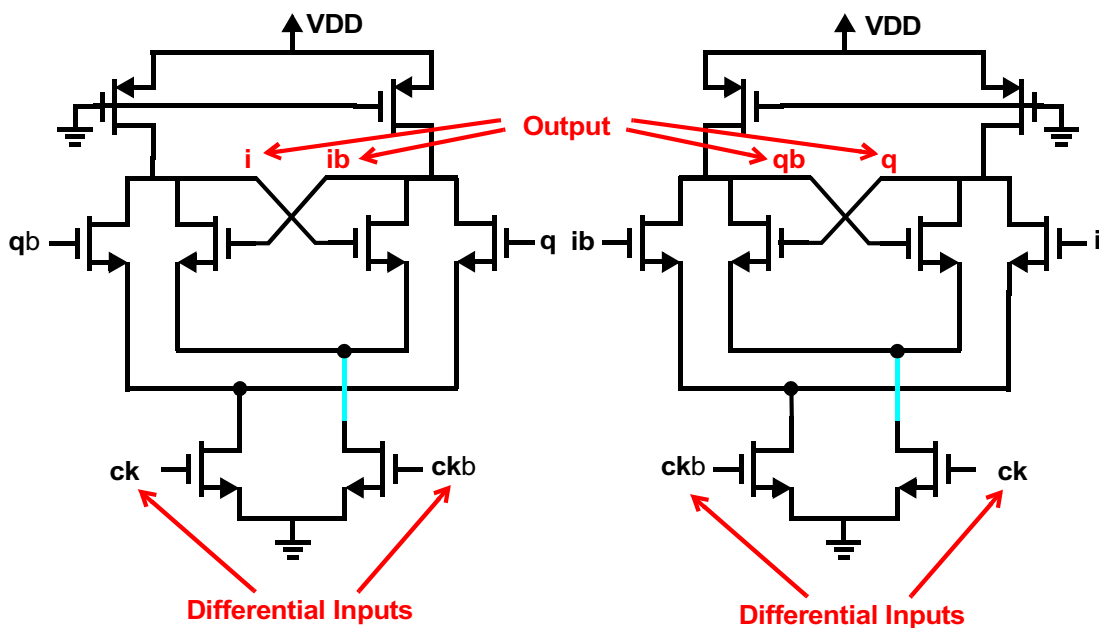 VDD
VDD
Output
i
ib
qb
q
qb
q
ib
i
ck
ckb
ckb
ck
Differential Inputs
Differential Inputs